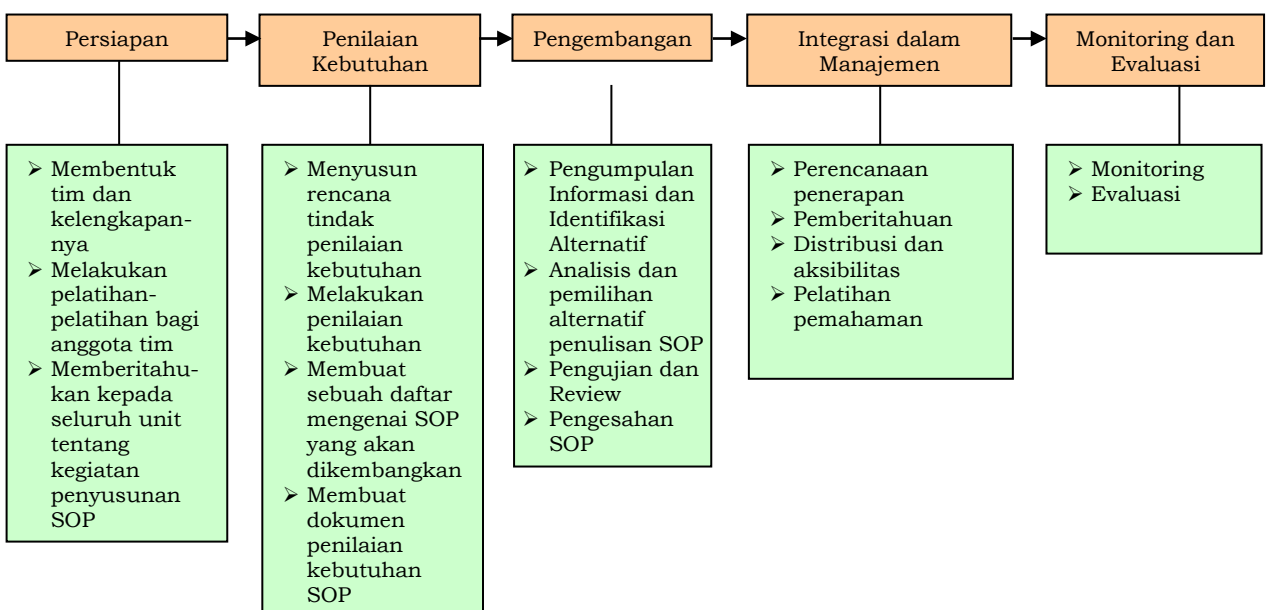 Persiapan
Penilaian
Kebutuhan
Pengembangan
Integrasi dalam
Manajemen
Monitoring dan
Evaluasi
➢ Membentuk
tim dan
kelengkapan-
nya
➢ Melakukan
pelatihan-
pelatihan bagi
anggota tim
➢ Memberitahu-
kan kepada
seluruh unit
tentang
kegiatan
penyusunan
SOP
➢ Menyusun
rencana
tindak
penilaian
kebutuhan
➢ Melakukan
penilaian
kebutuhan
➢ Membuat
sebuah daftar
mengenai SOP
yang akan
dikembangkan
➢ Membuat
dokumen
penilaian
kebutuhan
SOP
➢ Pengumpulan
Informasi dan
Identifikasi
Alternatif
➢ Analisis dan
pemilihan
alternatif
penulisan SOP
➢ Pengujian dan
Review
➢ Pengesahan
SOP
➢ Perencanaan
penerapan
➢ Pemberitahuan
➢ Distribusi dan
aksibilitas
➢ Pelatihan
pemahaman
➢ Monitoring
➢ Evaluasi